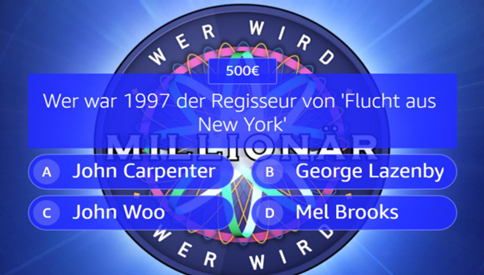 WER WIRD
500€
Wer war 1997 der Regisseur von 'Flucht aus
New York'
MILLIONÄR
A John Carpenter
B George Lazenby
C John Woo
D Mel Brooks
WER WIRD